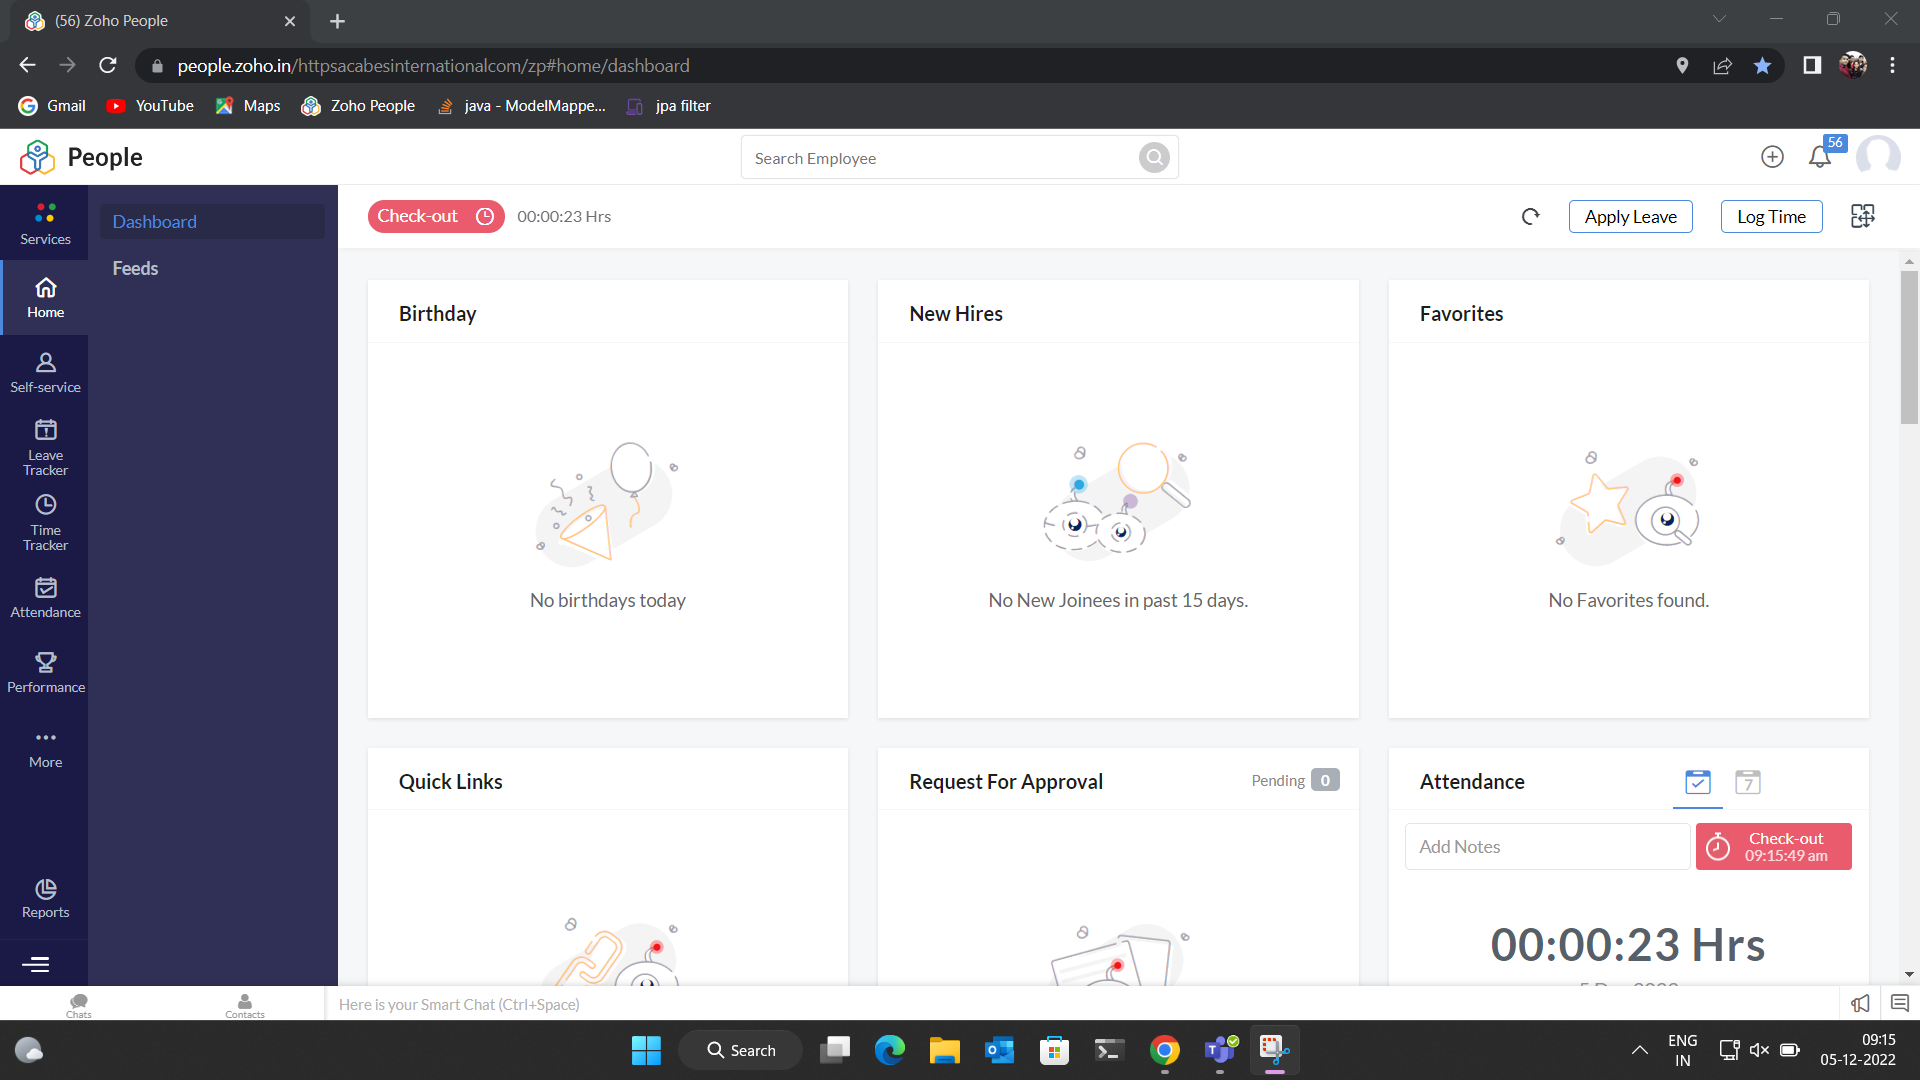 (56) Zoho People
people.zoho.in/httpsacabesinternationalcom/zp#home/dashboard
Gmail
YouTube
Maps
Zoho People
java - ModelMappe...
jpa filter
People
Search Employee
56
Services
Home
Self-service
Leave
Tracker
Time
Tracker
Attendance
Performance
More
Reports
Dashboard
Feeds
Check-out
00:00:23 Hrs
Apply Leave
Log Time
Birthday
No birthdays today
New Hires
No New Joinees in past 15 days.
Favorites
No Favorites found.
Quick Links
Request For Approval
Pending 0
Attendance
7
Add Notes
Check-out
09:15:49 am
00:00:23 Hrs
Chats
Contacts
Here is your Smart Chat (Ctrl+Space)
Search
ENG
IN
09:15
05-12-2022